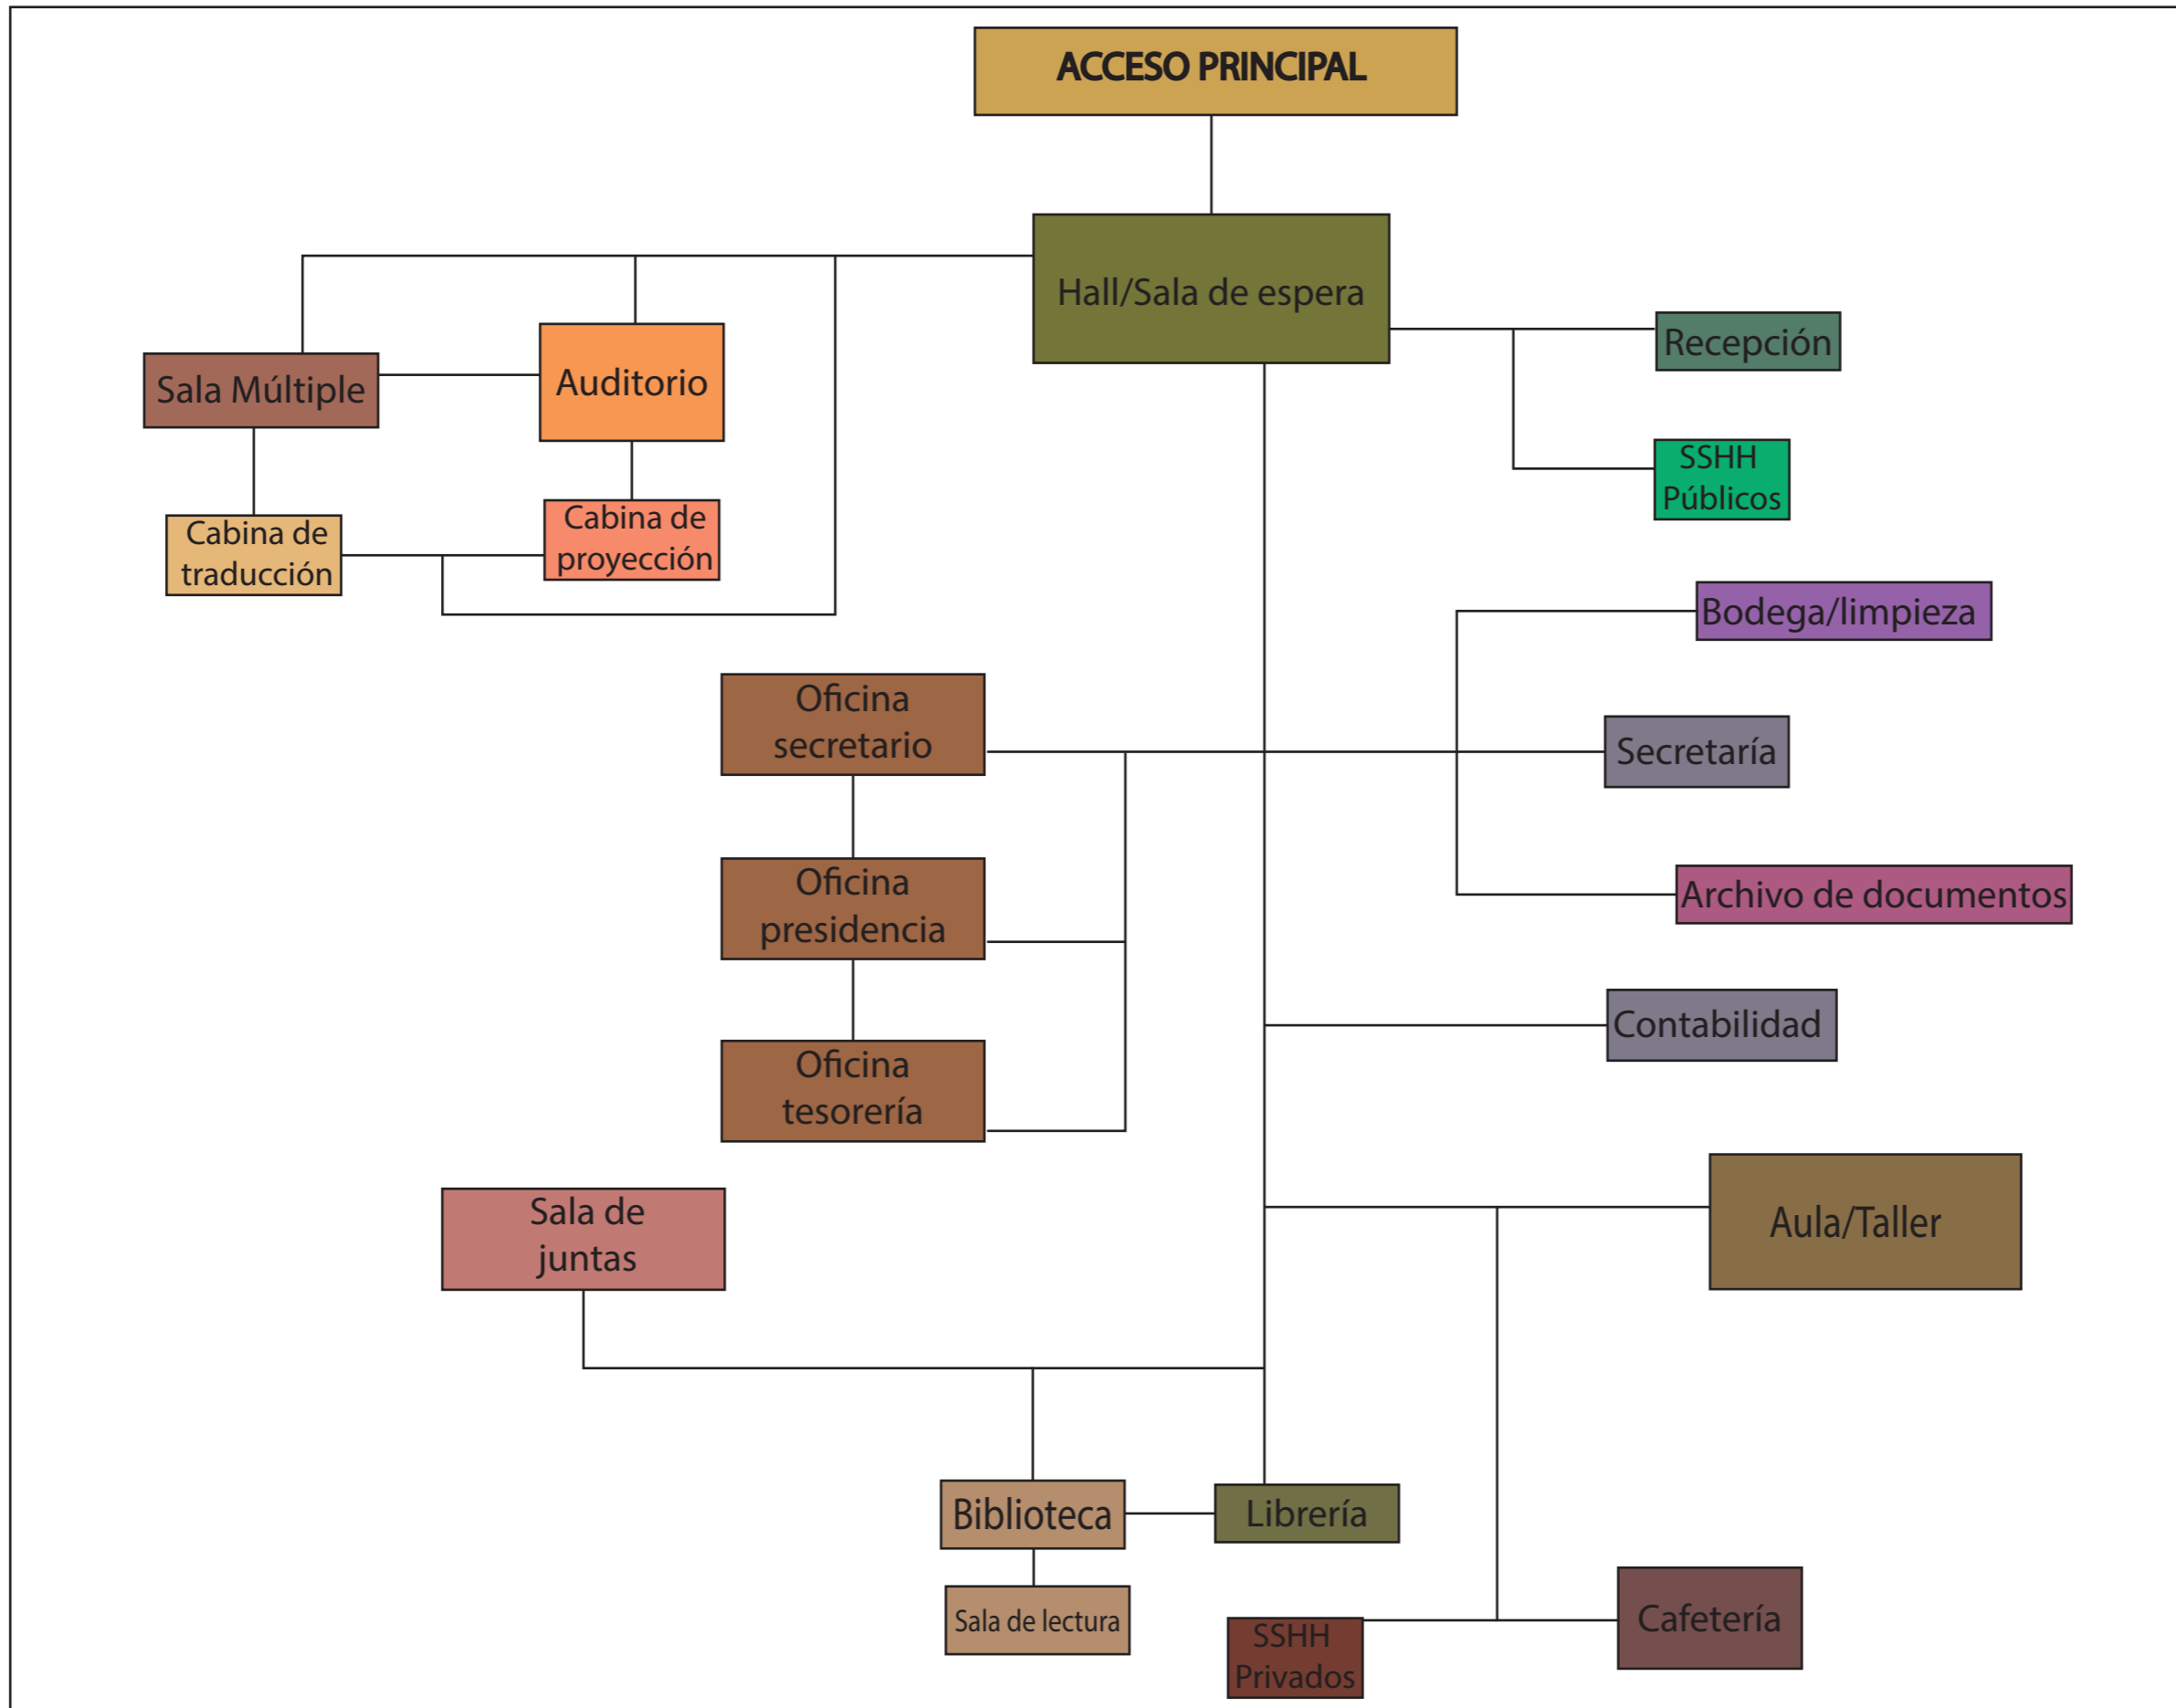 ACCESO PRINCIPAL
Hall/Sala de espera
Recepción
SSHH
Públicos
Sala Múltiple
Auditorio
Cabina de
traducción
Cabina de
proyección
Bodega/limpieza
Oficina
secretario
Secretaría
Oficina
presidencia
Archivo de documentos
Contabilidad
Oficina
tesorería
Sala de
juntas
Aula/Taller
Biblioteca
Librería
Sala de lectura
SSHH
Privados
Cafetería